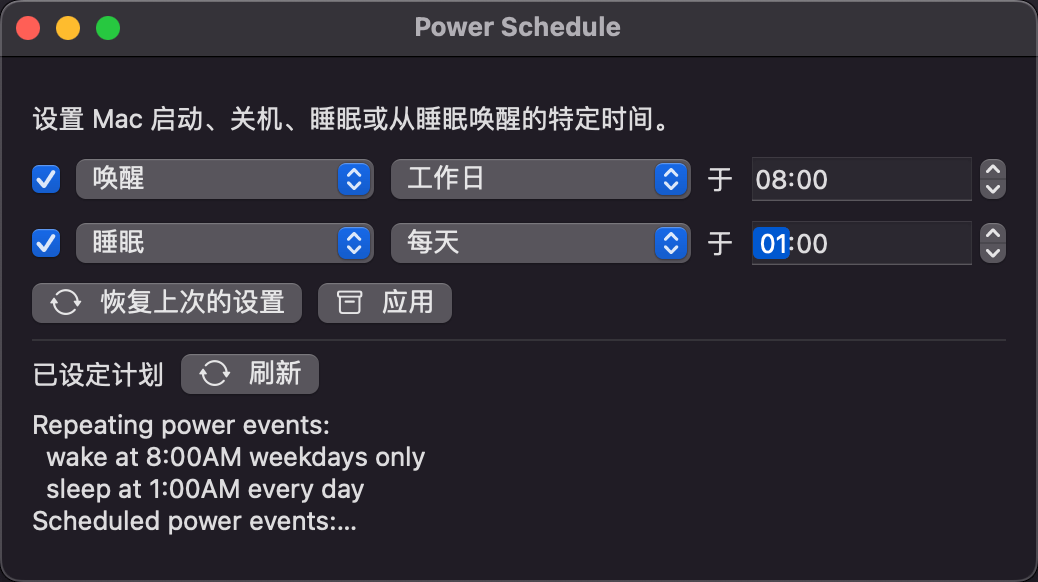 Power Schedule
设置 Mac 启动、关机、睡眠或从睡眠唤醒的特定时间。
唤醒 工作日 于 08:00
睡眠 每天 于 01:00
恢复上次的设置 应用
已设定计划 刷新
Repeating power events:
wake at 8:00AM weekdays only
sleep at 1:00AM every day
Scheduled power events:...